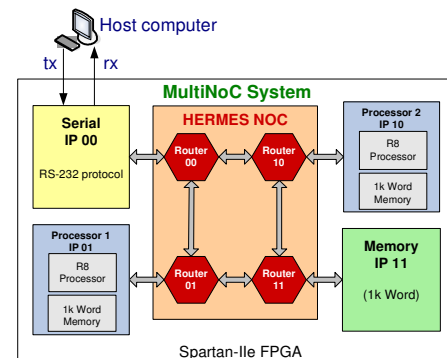 Host computer
tx
rx
MultiNoC System
Serial
IP 00
RS-232 protocol
HERMES NOC
Router
00
Router
10
Processor 2
IP 10
R8
Processor
1k Word
Memory
Processor 1
IP 01
R8
Processor
1k Word
Memory
Router
01
Router
11
Memory
IP 11
(1k Word)
Spartan-IIe FPGA